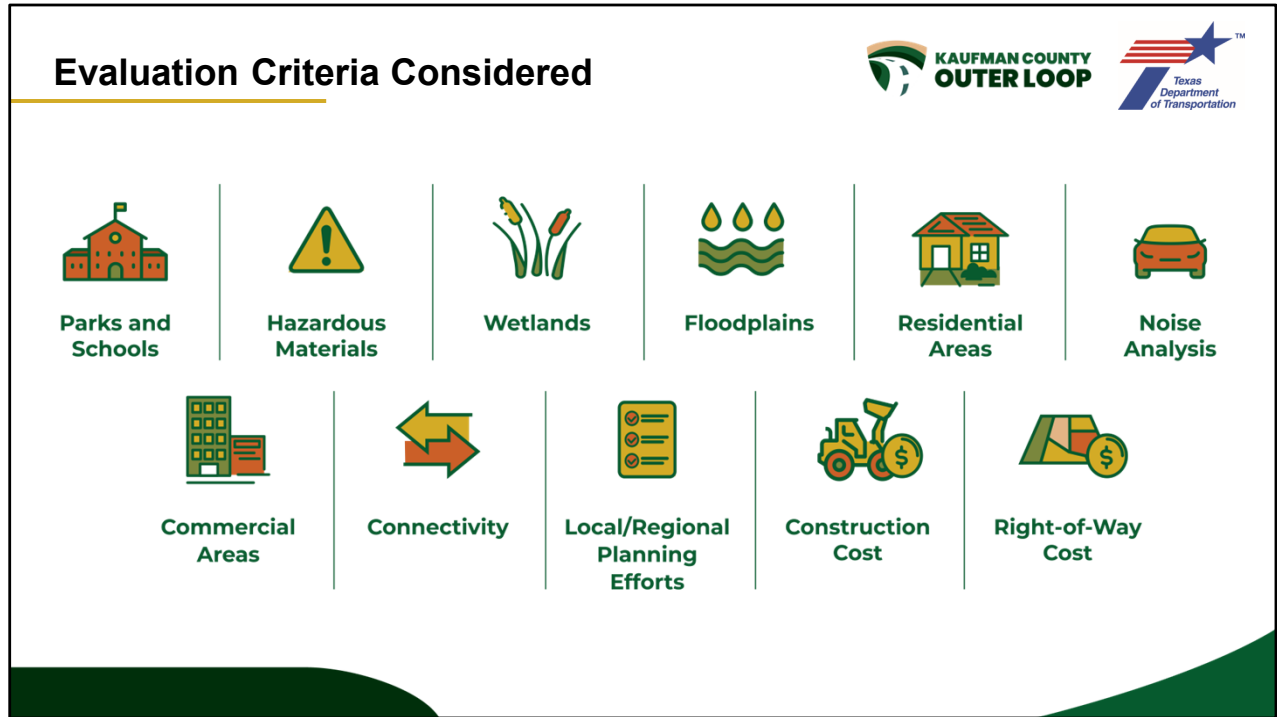 Evaluation Criteria Considered
KAUFMAN COUNTY
OUTER LOOP
TM
Texas
Department
of Transportation
Parks and
Schools
Hazardous
Materials
Wetlands
Floodplains
Residential
Areas
Noise
Analysis
Commercial
Areas
Connectivity
Local/Regional
Planning
Efforts
$
Construction
Cost
$
Right-of-Way
Cost